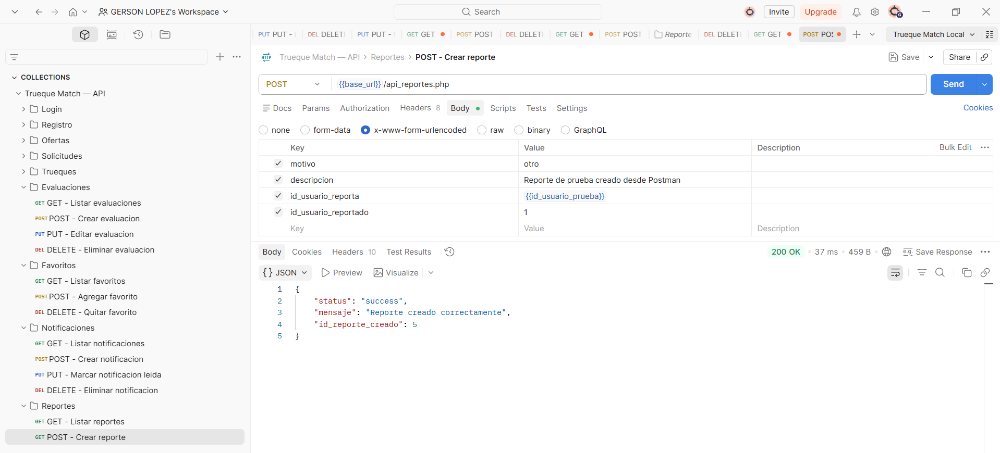 GERSON LOPEZ's Workspace
Search
Invite
Upgrade
PUT PUT -
DEL DELETI
PUT PUT -
GET GET
POST POST
DEL DELETI
GET GET
POST POST
Reporte
DEL DELETI
GET GET
POST POS
Trueque Match Local
COLLECTIONS
Trueque Match — API
Login
Registro
Ofertas
Solicitudes
Trueques
Evaluaciones
GET GET - Listar evaluaciones
POST POST - Crear evaluacion
PUT PUT - Editar evaluacion
DEL DELETE - Eliminar evaluacion
Favoritos
GET GET - Listar favoritos
POST POST - Agregar favorito
DEL DELETE - Quitar favorito
Notificaciones
GET GET - Listar notificaciones
POST POST - Crear notificacion
PUT PUT - Marcar notificacion leida
DEL DELETE - Eliminar notificacion
Reportes
GET GET - Listar reportes
GET POST - Crear reporte
HTTP Trueque Match — API > Reportes > POST - Crear reporte
Save
Share
POST {{base_url}} /api_reportes.php
Send
Docs Params Authorization Headers 8 Body Scripts Tests Settings
Cookies
none form-data x-www-form-urlencoded raw binary GraphQL
Key Value Description Bulk Edit
motivo otro
descripcion Reporte de prueba creado desde Postman
id_usuario_reporta {{id_usuario_prueba}}
id_usuario_reportado 1
Key Value Description
Body Cookies Headers 10 Test Results
200 OK 37 ms 459 B e.g. Save Response
{} JSON Preview Visualize
1 {
2 "status": "success",
3 "mensaje": "Reporte creado correctamente",
4 "id_reporte_creado": 5
5 }